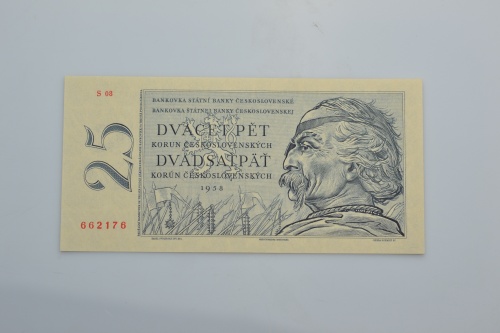 S 08
BANKOVKA STÁTNÍ BANKY ČESKOSLOVENSKÉ
BANKOVKA ŠTÁTNEJ BANKY ČESKOSLOVENSKEJ
DVACET PĚT
KORUN ČESKOSLOVENSKÝCH
DVADSAŤPÄŤ
KORÚN ČESKOSLOVENSKÝCH
1958
25
662176